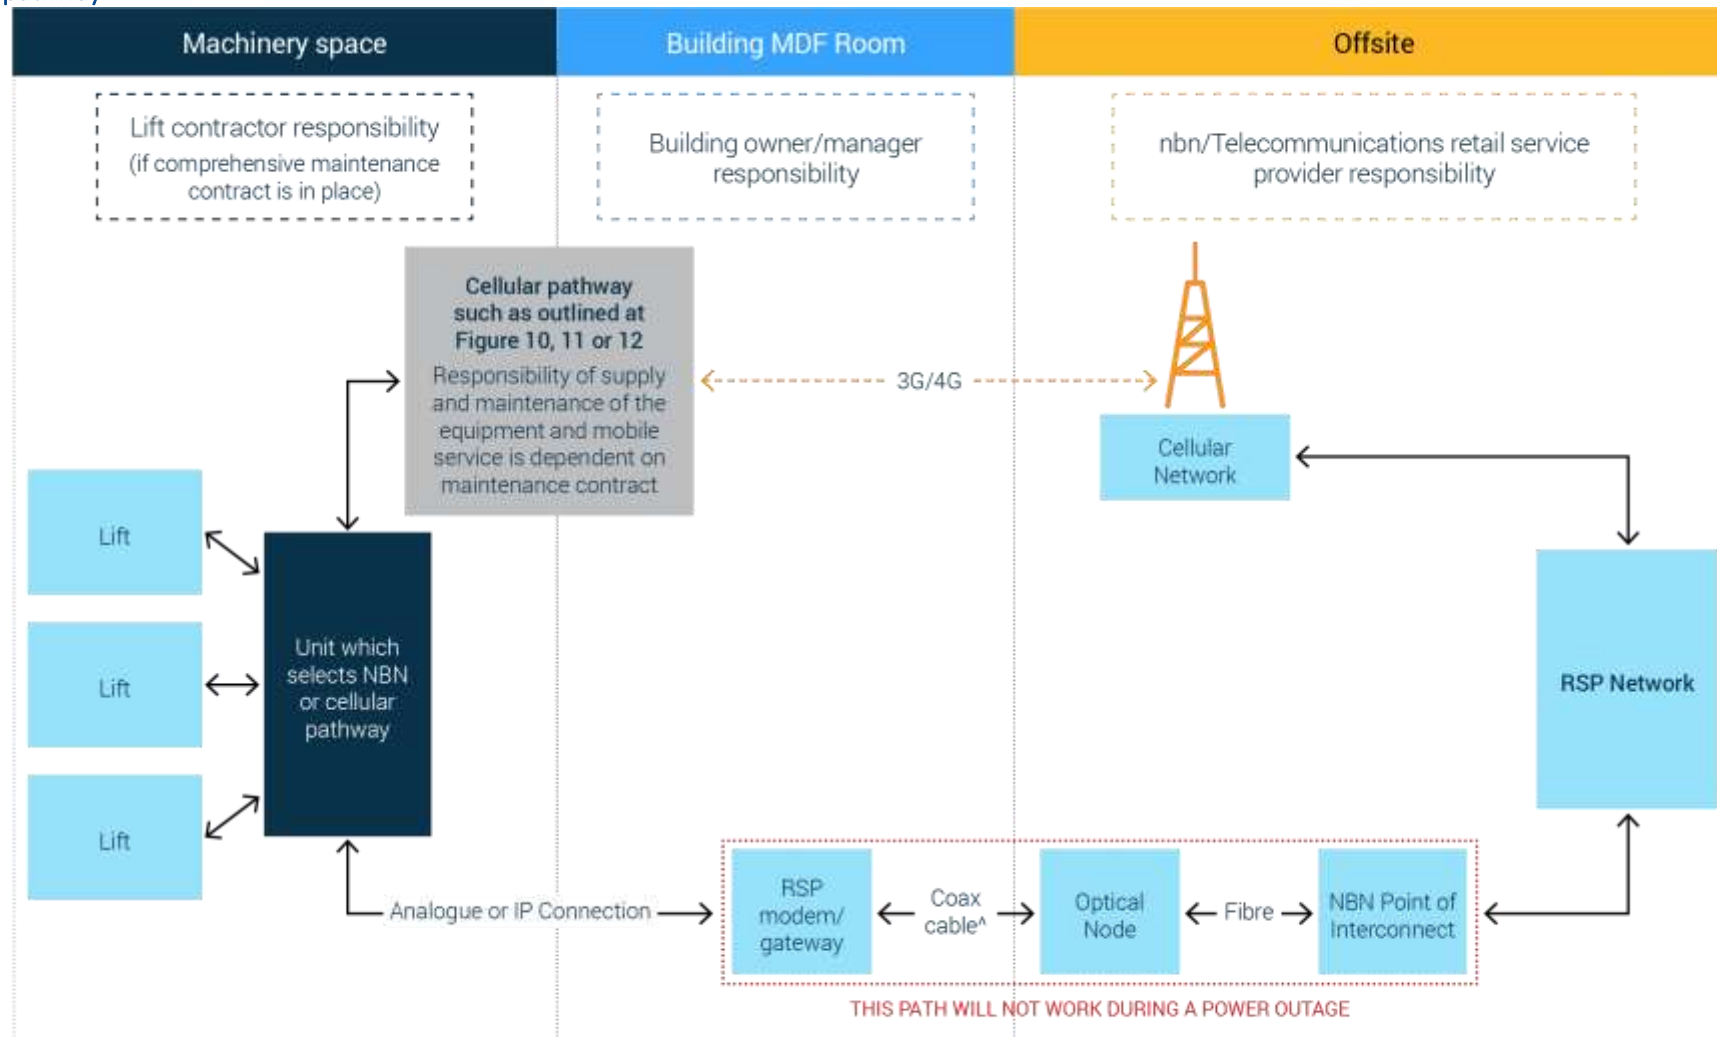 Machinery space
Building MDF Room
Offsite
Lift contractor responsibility
(if comprehensive maintenance
contract is in place)
Building owner/manager
responsibility
nbn/Telecommunications retail service
provider responsibility
Cellular pathway
such as outlined at
Figure 10, 11 or 12
Responsibility of supply
and maintenance of the
equipment and mobile
service is dependent on
maintenance contract
3G/4G
Cellular
Network
Lift
Lift
Lift
Unit which
selects NBN
or cellular
pathway
RSP Network
Analogue or IP Connection
RSP
modem/
gateway
Coax
cable^
Optical
Node
Fibre
NBN Point of
Interconnect
THIS PATH WILL NOT WORK DURING A POWER OUTAGE